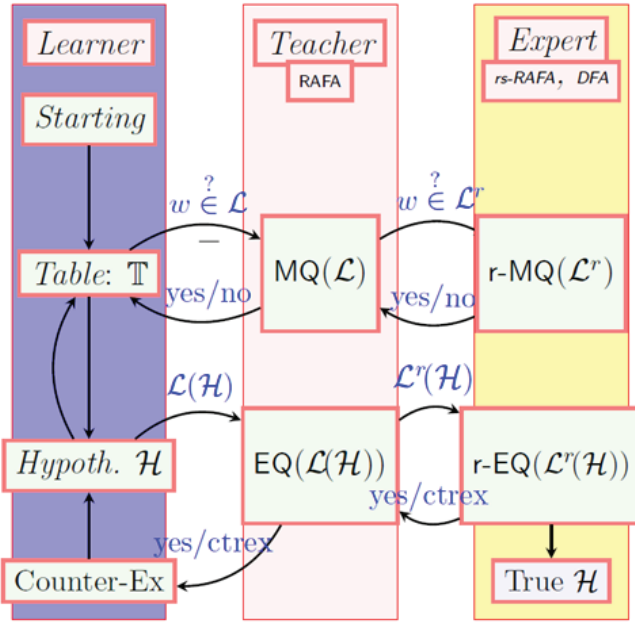 Learner
Teacher
RAFA
Expert
rs-RAFA, DFA
Starting
w ∈? 𝓛
–
w ∈? 𝓛ʳ
Table: 𝕋
MQ(𝓛)
r-MQ(𝓛ʳ)
yes/no
yes/no
𝓛(𝓗)
𝓛ʳ(𝓗)
Hypoth. 𝓗
EQ(𝓛(𝓗))
r-EQ(𝓛ʳ(𝓗))
yes/ctrex
yes/ctrex
Counter-Ex
True 𝓗